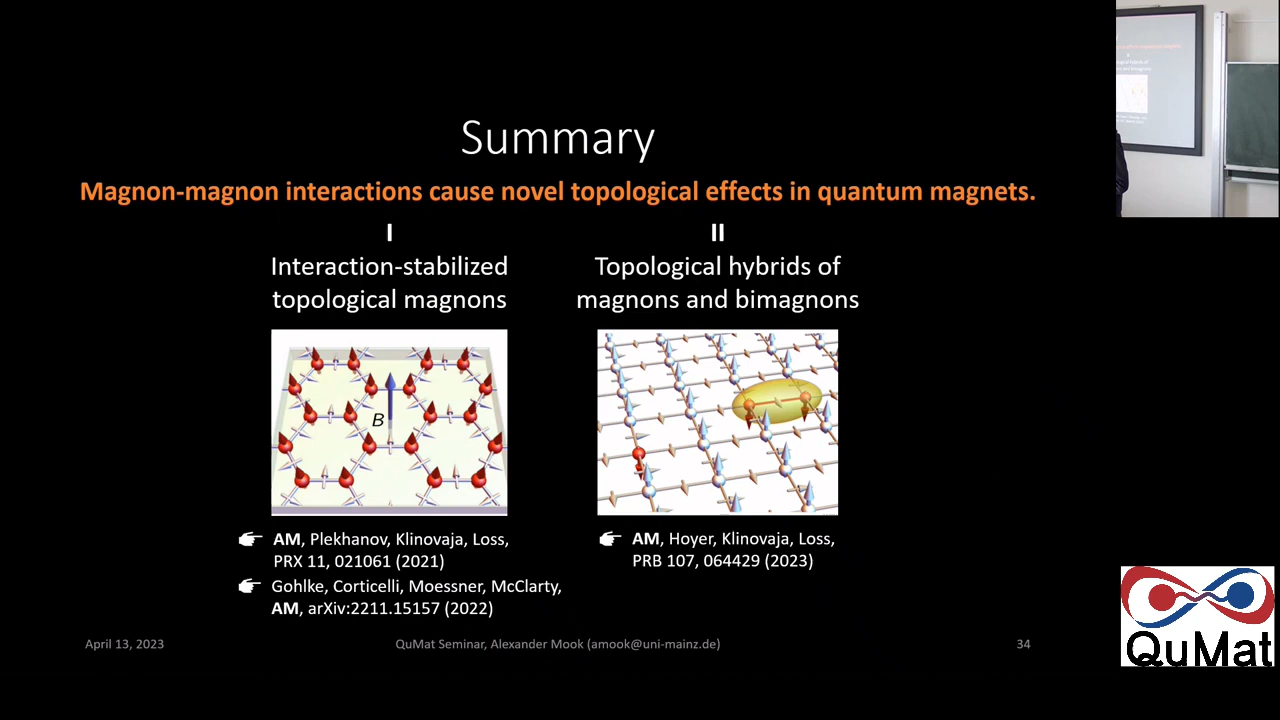 Summary
Magnon-magnon interactions cause novel topological effects in quantum magnets.
I
Interaction-stabilized
topological magnons
B
AM, Plekhanov, Klinovaja, Loss,
PRX 11, 021061 (2021)
Gohlke, Corticelli, Moessner, McClarty,
AM, arXiv:2211.15157 (2022)
II
Topological hybrids of
magnons and bimagnons
AM, Hoyer, Klinovaja, Loss,
PRB 107, 064429 (2023)
April 13, 2023
QuMat Seminar, Alexander Mook (amook@uni-mainz.de)
34
QuMat